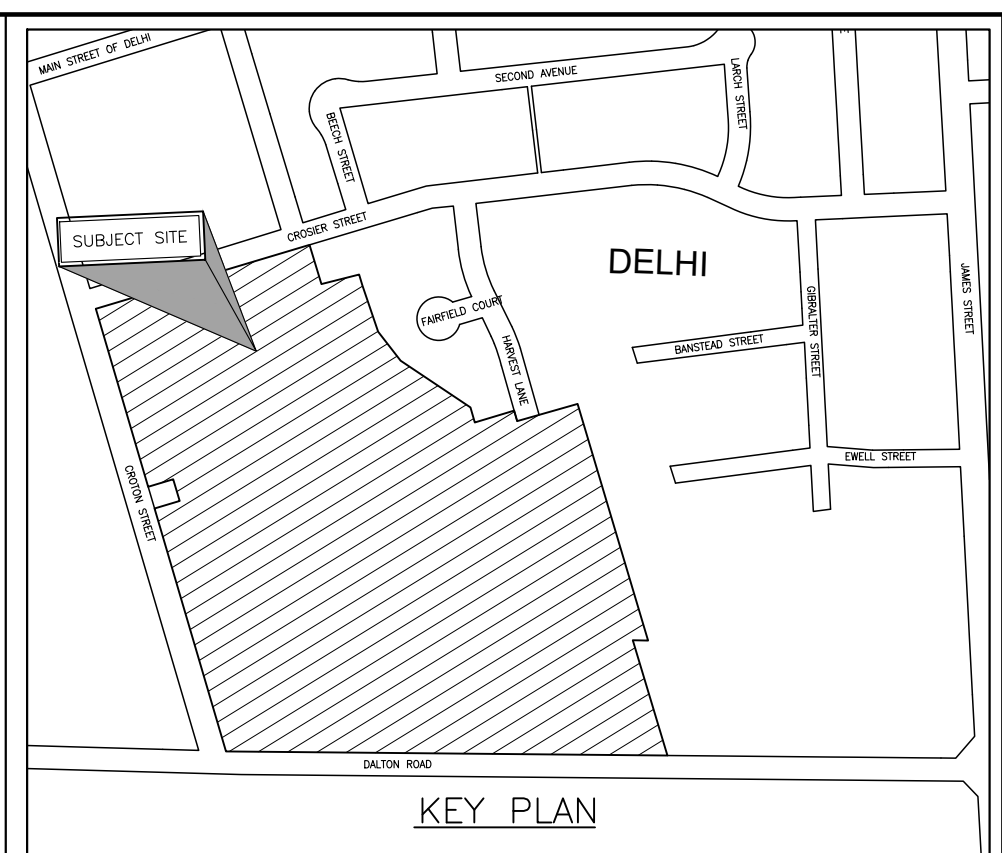 MAIN STREET OF DELHI
SECOND AVENUE
LARCH STREET
BEECH STREET
CROSIER STREET
SUBJECT SITE
DELHI
FAIRFIELD COURT
HARVEST LANE
BANSTEAD STREET
GIBRALTER STREET
JAMES STREET
EWELL STREET
CROTON STREET
DALTON ROAD
KEY PLAN